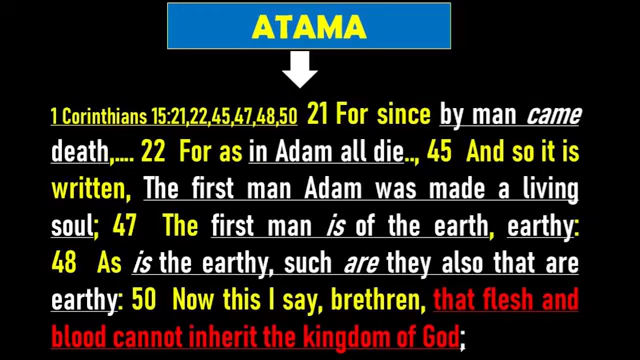 ATAMA
1 Corinthians 15:21,22,45,47,48,50 21 For since by man came
death,.... 22 For as in Adam all die.., 45 And so it is
written, The first man Adam was made a living
soul; 47 The first man is of the earth, earthy:
48 As is the earthy, such are they also that are
earthy: 50 Now this I say, brethren, that flesh and
blood cannot inherit the kingdom of God;